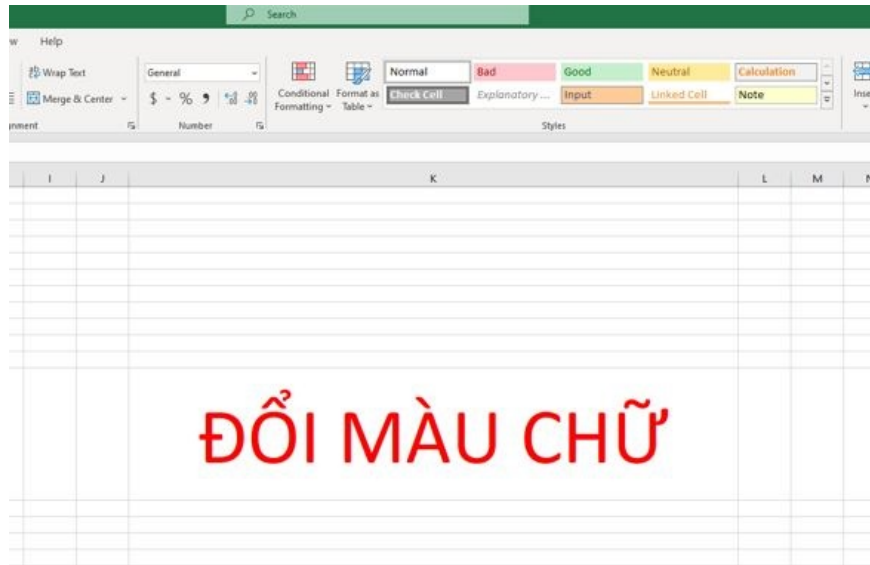 Search
w Help
Wrap Text General Normal Bad Good Neutral Calculation
Merge & Center $ % 9 Conditional Formatting Format as Table Check Cell Explanatory ... Input Linked Cell Note
Number Styles
I J K L M
ĐỔI MÀU CHỮ